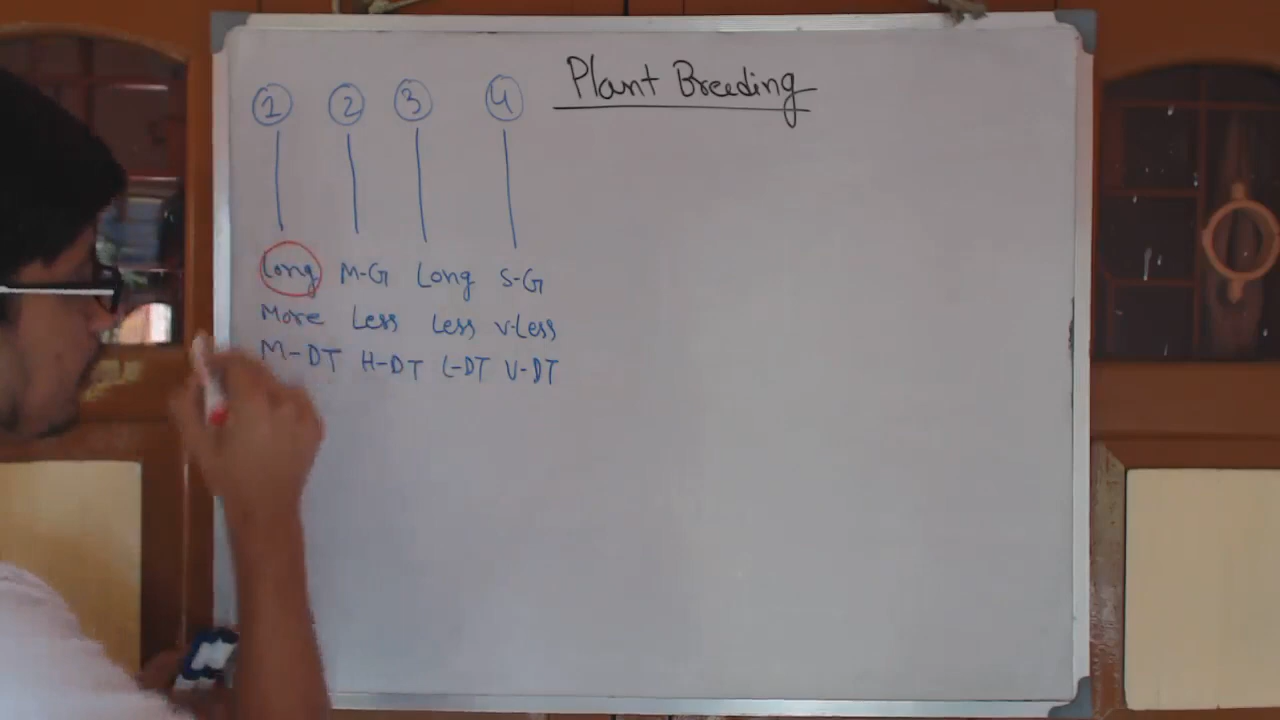 Plant Breeding
1 2 3 4
Long M-G Long S-G
More Less Less V-Less
M-DT H-DT L-DT V-DT